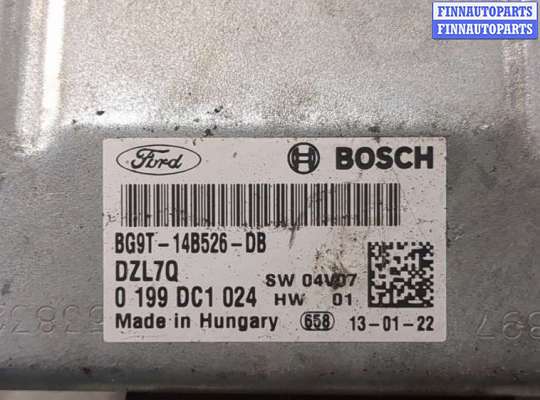 FINNAUTOPARTS
FINNAUTOPARTS
Ford BOSCH
BG9T-14B526-DB
DZL7Q
SW 04V07
0 199 DC1 024 HW 01
Made in Hungary 658 13-01-22